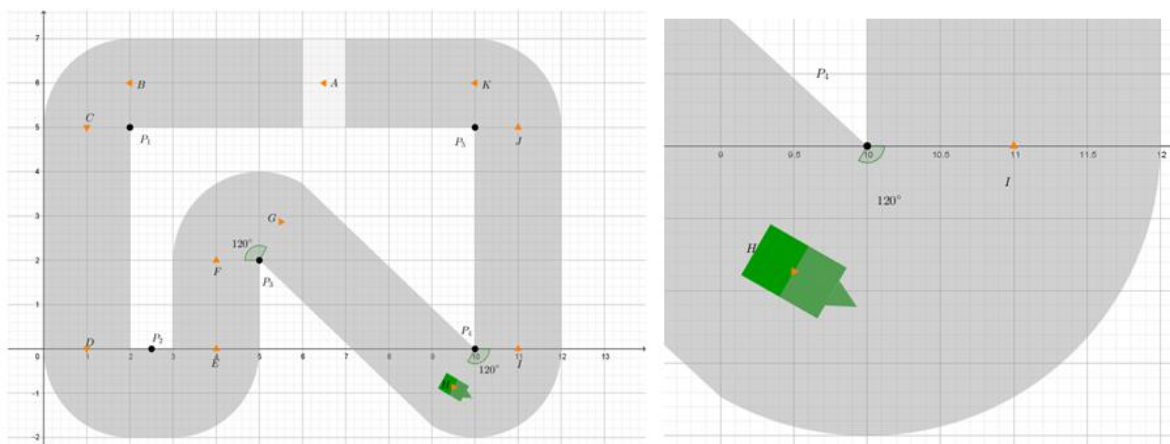 7
6 B A K
5 C P₁ P₅ J
4
3 G
120°
2 F P₃
1
P₂ P₄
D
0 1 2 3 4 5 6 7 8 9 10 11 12 13
E 120° I
-1
-2
P₄
9 9.5 10 10.5 11 11.5 12
I
120°
H